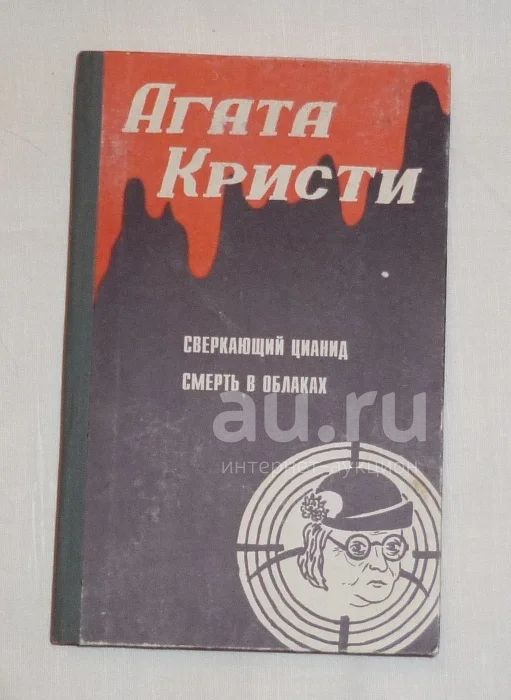 Агата
Кристи
СВЕРКАЮЩИЙ ЦИАНИД
СМЕРТЬ В ОБЛАКАХ
au.ru
интернет-аукцион